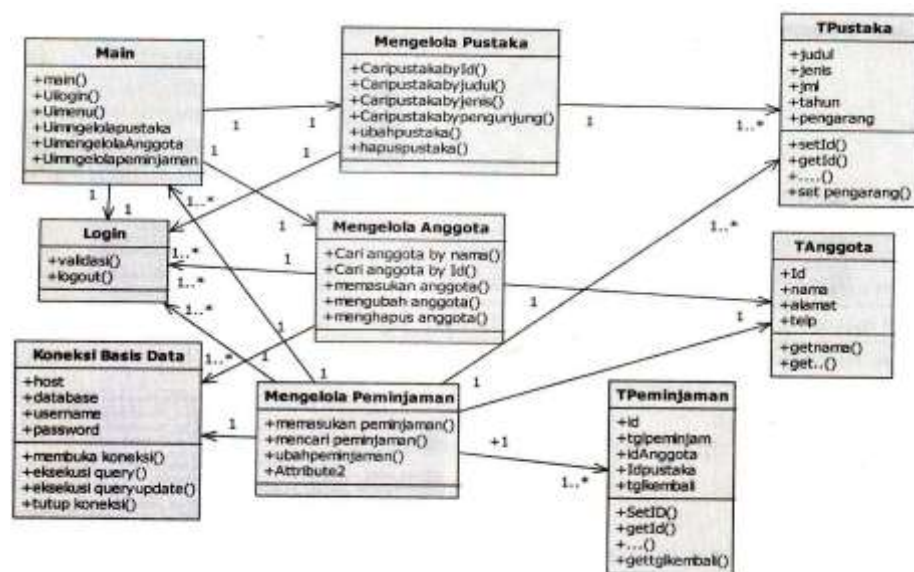 Main
+main()
+Uilogin()
+Uimenu()
+Uimngelolapustaka
+UimengelolaAnggota
+Uimngelolapeminjaman
Mengelola Pustaka
+CaripustakabyId()
+Caripustakabyjudul()
+Caripustakabyjenis()
+Caripustakabypengunjung()
+ubahpustaka()
+hapuspustaka()
TPustaka
+judul
+jenis
+jml
+tahun
+pengarang
+setId()
+getId()
+....()
+set pengarang()
1
1
1
1..*
1
1
1
1
1..*
1
Login
+validasi()
+logout()
1..*
1..*
1
Mengelola Anggota
+Cari anggota by nama()
+Cari anggota by Id()
+memasukan anggota()
+mengubah anggota()
+menghapus anggota()
1..*
TAnggota
+Id
+nama
+alamat
+telp
+getnama()
+get..()
1
1
1
1..*
1
1
1
Koneksi Basis Data
+host
+database
+username
+password
+membuka koneksi()
+eksekusi query()
+eksekusi queryupdate()
+tutup koneksi()
1
Mengelola Peminjaman
+memasukan peminjaman()
+mencari peminjaman()
+ubahpeminjaman()
+Attribute2
+1
1..*
TPeminjaman
+id
+tglpeminjam
+idAnggota
+Idpustaka
+tglkembali
+SetID()
+getId()
+...()
+gettglkembali()